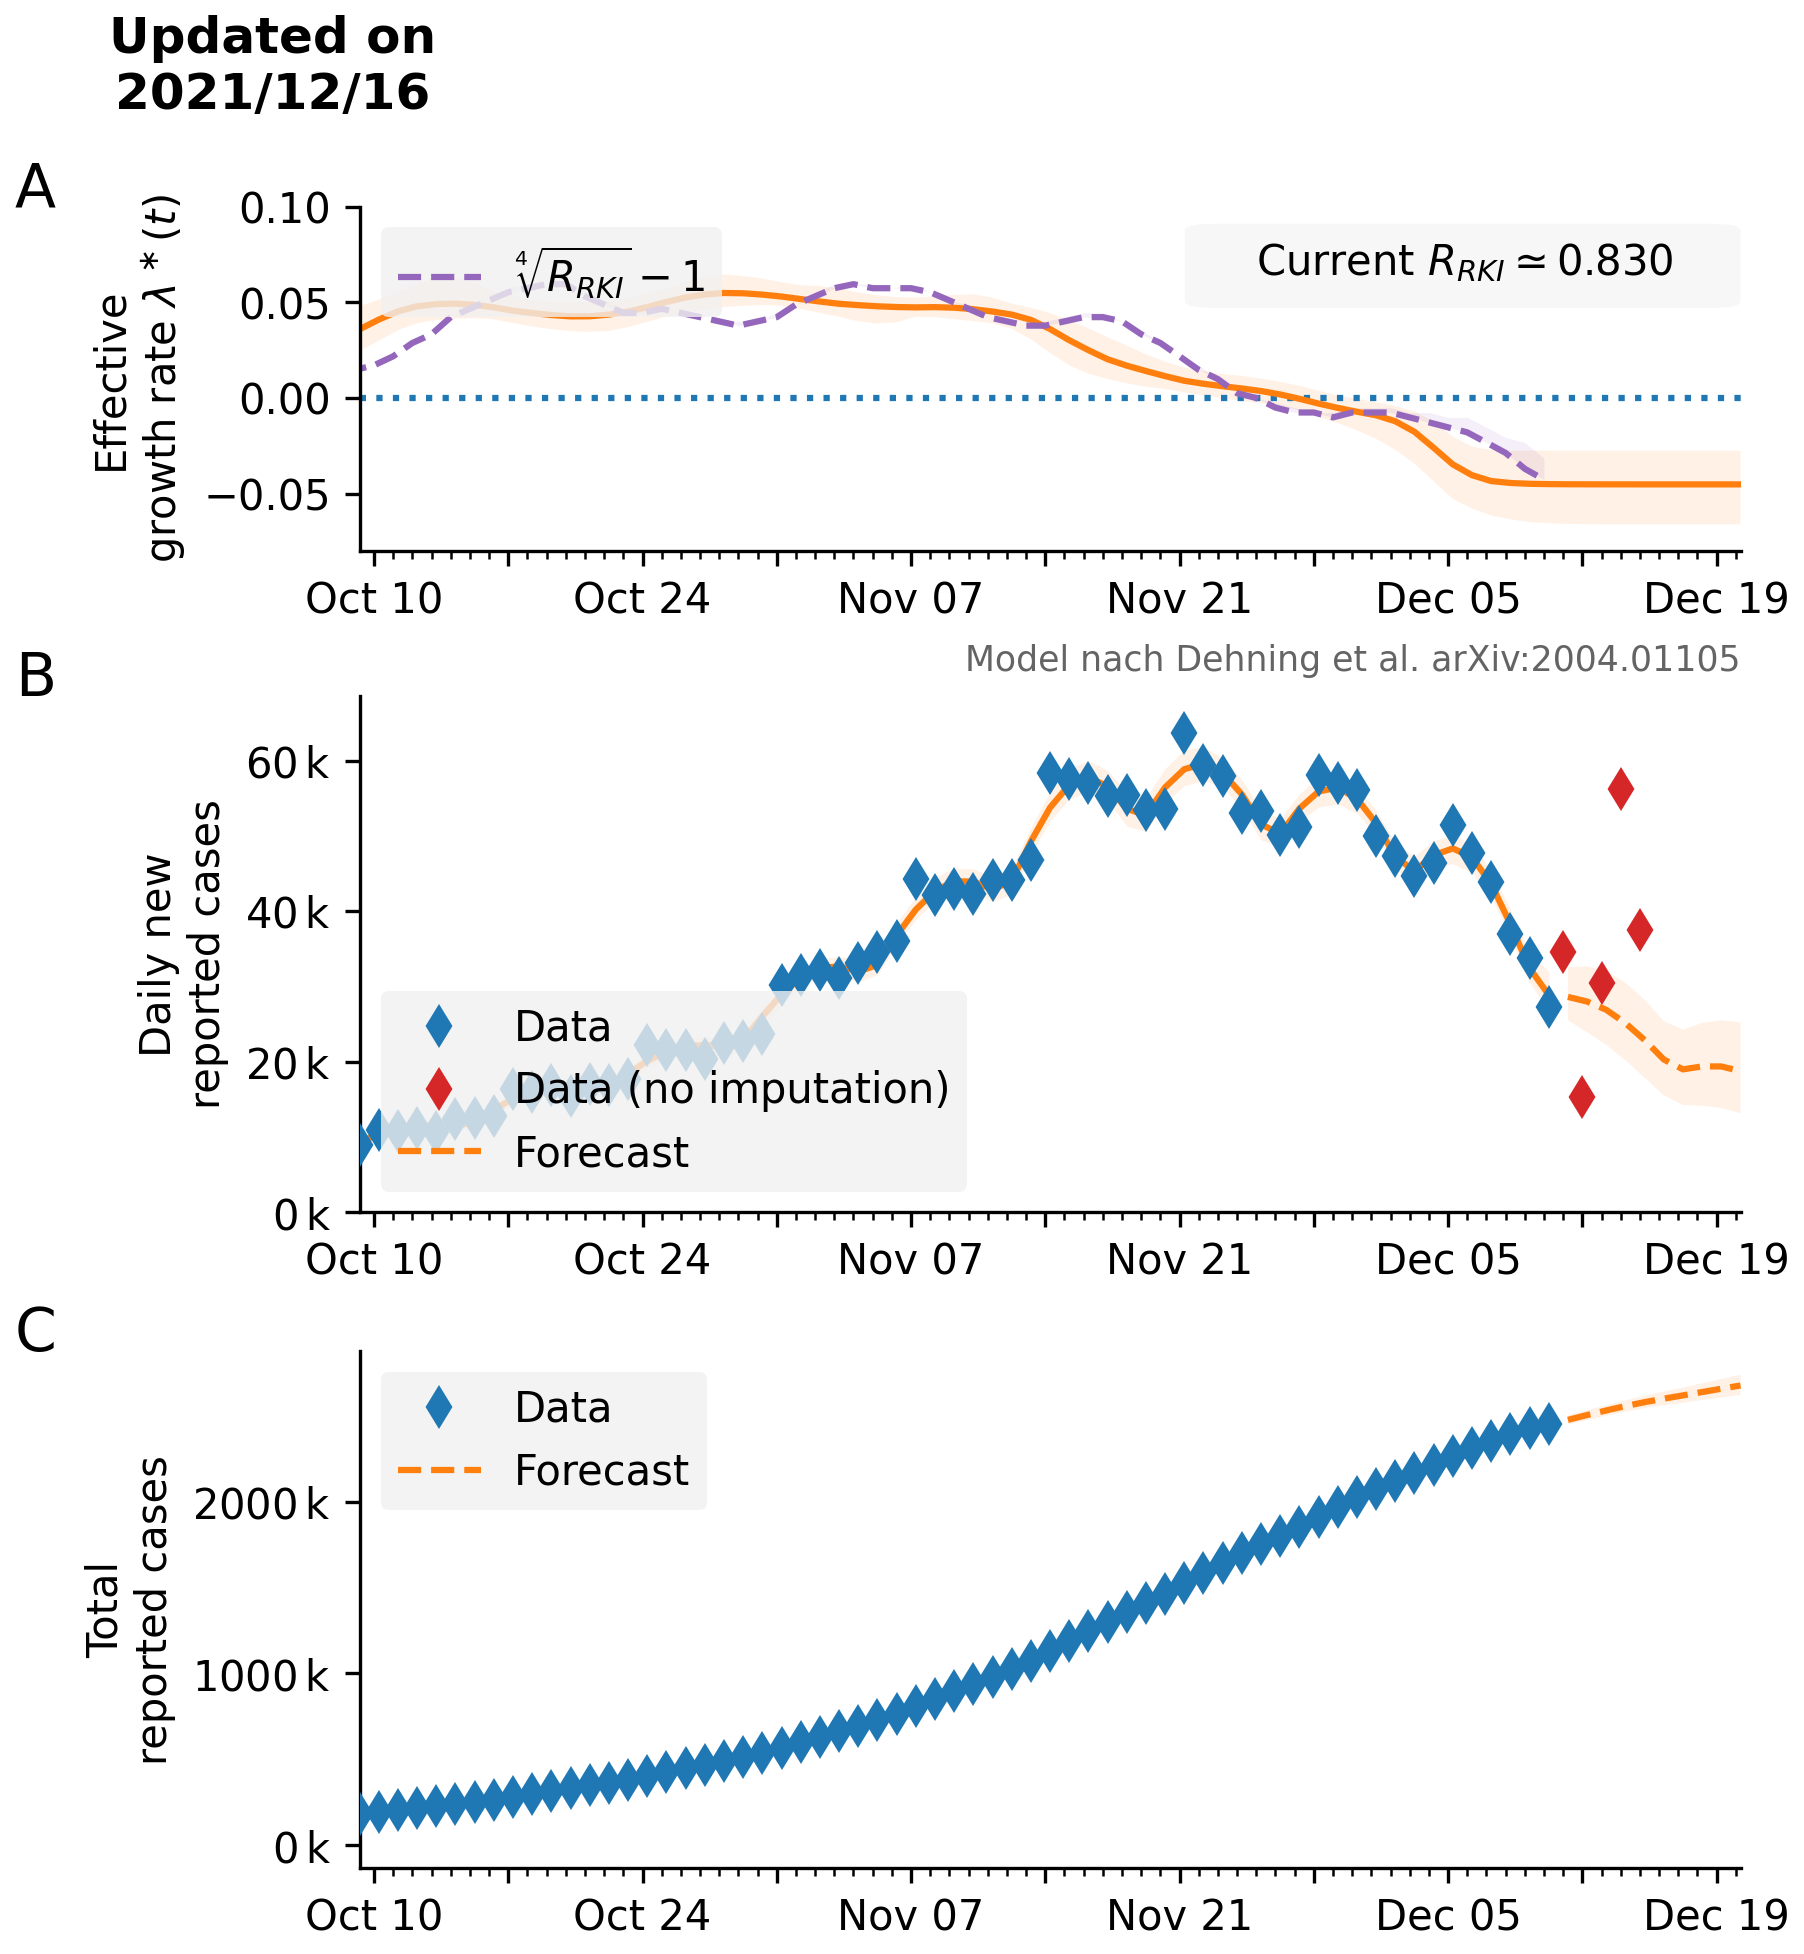 Updated on
2021/12/16
A
Effective
growth rate λ * (t)
0.10
0.05
0.00
−0.05
∜R_RKI − 1
Current R_RKI ≃ 0.830
Oct 10 Oct 24 Nov 07 Nov 21 Dec 05 Dec 19
Model nach Dehning et al. arXiv:2004.01105
B
Daily new
reported cases
60 k
40 k
20 k
0 k
Data
Data (no imputation)
Forecast
Oct 10 Oct 24 Nov 07 Nov 21 Dec 05 Dec 19
C
Total
reported cases
2000 k
1000 k
0 k
Data
Forecast
Oct 10 Oct 24 Nov 07 Nov 21 Dec 05 Dec 19